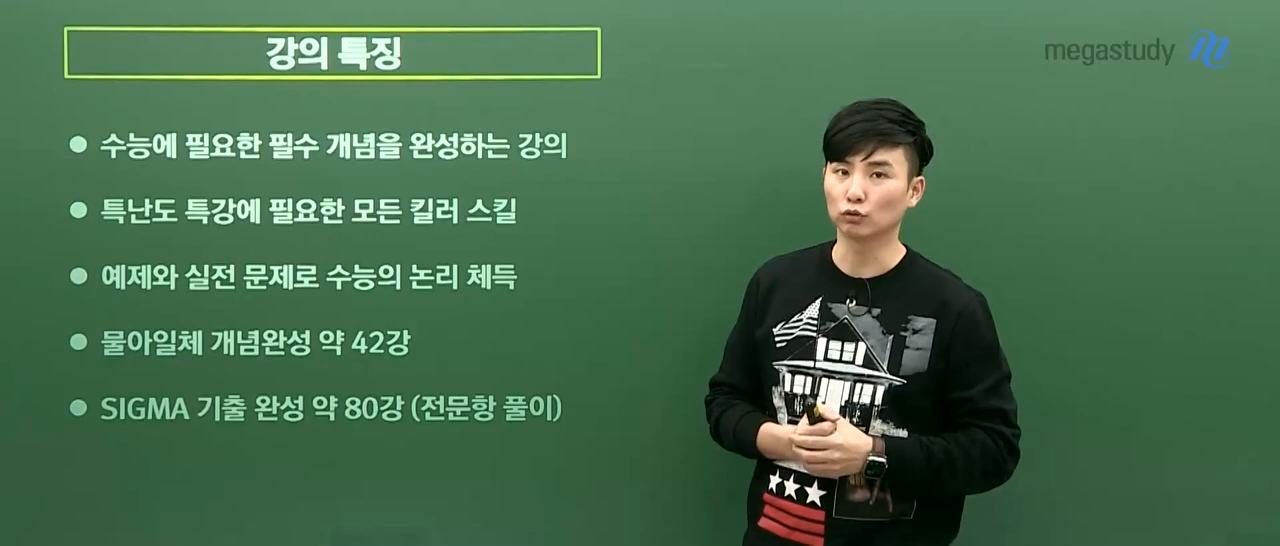 강의 특징
megastudy
● 수능에 필요한 필수 개념을 완성하는 강의
● 특난도 특강에 필요한 모든 킬러 스킬
● 예제와 실전 문제로 수능의 논리 체득
● 물아일체 개념완성 약 42강
● SIGMA 기출 완성 약 80강 (전문항 풀이)